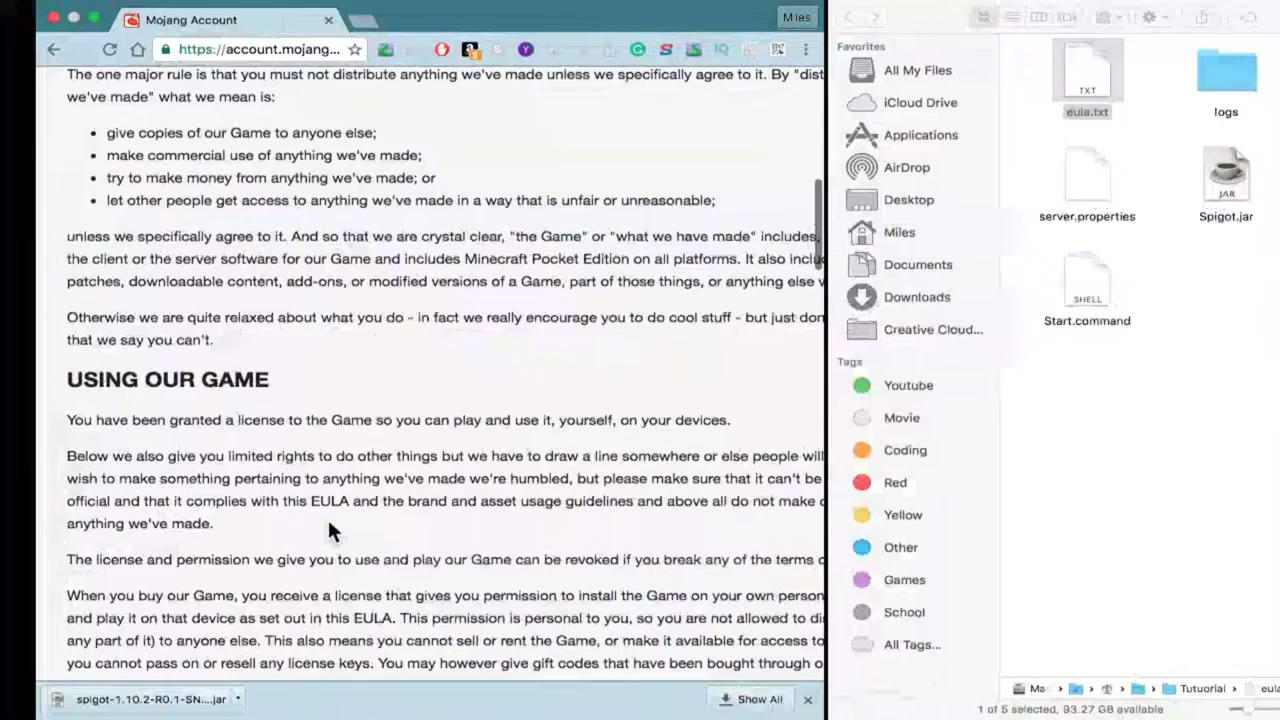 Mojang Account
Miles
https://account.mojang...
The one major rule is that you must not distribute anything we've made unless we specifically agree to it. By "dist
we've made" what we mean is:
give copies of our Game to anyone else;
make commercial use of anything we've made;
try to make money from anything we've made; or
let other people get access to anything we've made in a way that is unfair or unreasonable;
unless we specifically agree to it. And so that we are crystal clear, "the Game" or "what we have made" includes,
the client or the server software for our Game and includes Minecraft Pocket Edition on all platforms. It also inclu
patches, downloadable content, add-ons, or modified versions of a Game, part of those things, or anything else w
Otherwise we are quite relaxed about what you do - in fact we really encourage you to do cool stuff - but just don
that we say you can't.
USING OUR GAME
You have been granted a license to the Game so you can play and use it, yourself, on your devices.
Below we also give you limited rights to do other things but we have to draw a line somewhere or else people will
wish to make something pertaining to anything we've made we're humbled, but please make sure that it can't be
official and that it complies with this EULA and the brand and asset usage guidelines and above all do not make c
anything we've made.
The license and permission we give you to use and play our Game can be revoked if you break any of the terms o
When you buy our Game, you receive a license that gives you permission to install the Game on your own person
and play it on that device as set out in this EULA. This permission is personal to you, so you are not allowed to di
any part of it) to anyone else. This also means you cannot sell or rent the Game, or make it available for access to
you cannot pass on or resell any license keys. You may however give gift codes that have been bought through o
spigot-1.10.2-R0.1-SN....jar
Show All
Favorites
All My Files
iCloud Drive
Applications
AirDrop
Desktop
Miles
Documents
Downloads
Creative Cloud...
Tags
Youtube
Movie
Coding
Red
Yellow
Other
Games
School
All Tags...
TXT
eula.txt
logs
server.properties
JAR
Spigot.jar
SHELL
Start.command
Ma
Tutuorial
eula
1 of 5 selected, 93.27 GB available